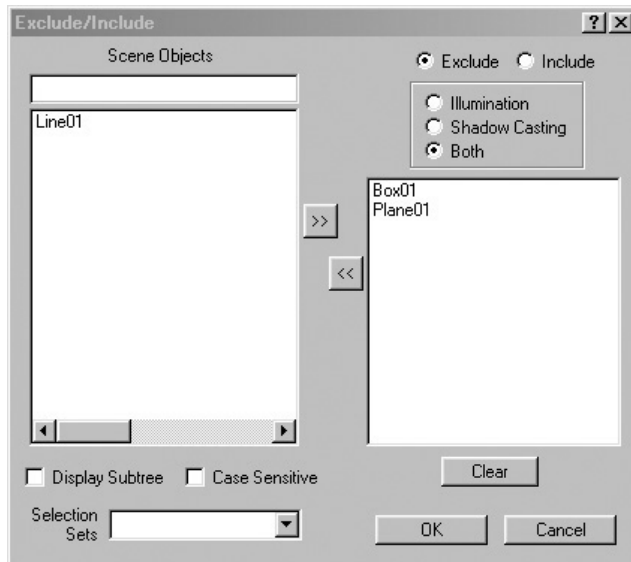 Exclude/Include
Scene Objects
Line01
Display Subtree
Case Sensitive
Selection
Sets
>>
<<
Exclude
Include
Illumination
Shadow Casting
Both
Box01
Plane01
Clear
OK
Cancel